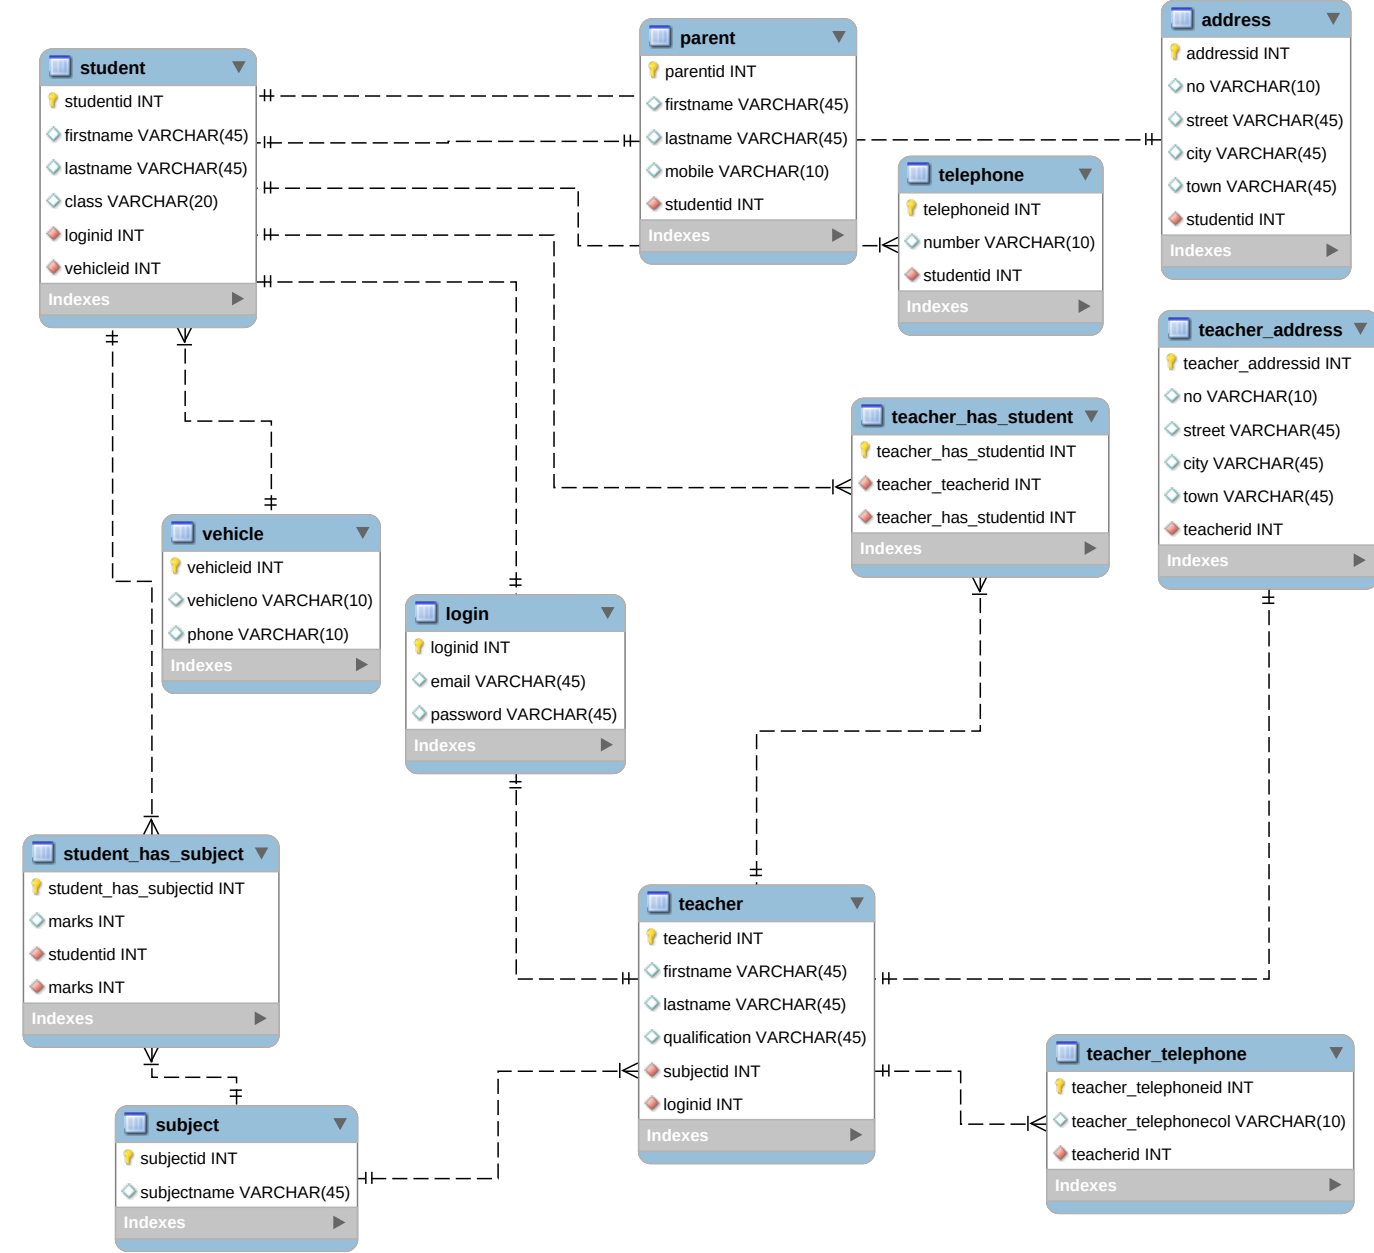 student
studentid INT
firstname VARCHAR(45)
lastname VARCHAR(45)
class VARCHAR(20)
loginid INT
vehicleid INT
Indexes
parent
parentid INT
firstname VARCHAR(45)
lastname VARCHAR(45)
mobile VARCHAR(10)
studentid INT
Indexes
address
addressid INT
no VARCHAR(10)
street VARCHAR(45)
city VARCHAR(45)
town VARCHAR(45)
studentid INT
Indexes
telephone
telephoneid INT
number VARCHAR(10)
studentid INT
Indexes
teacher_address
teacher_addressid INT
no VARCHAR(10)
street VARCHAR(45)
city VARCHAR(45)
town VARCHAR(45)
teacherid INT
Indexes
teacher_has_student
teacher_has_studentid INT
teacher_teacherid INT
teacher_has_studentid INT
Indexes
vehicle
vehicleid INT
vehicleno VARCHAR(10)
phone VARCHAR(10)
Indexes
login
loginid INT
email VARCHAR(45)
password VARCHAR(45)
Indexes
student_has_subject
student_has_subjectid INT
marks INT
studentid INT
marks INT
Indexes
teacher
teacherid INT
firstname VARCHAR(45)
lastname VARCHAR(45)
qualification VARCHAR(45)
subjectid INT
loginid INT
Indexes
teacher_telephone
teacher_telephoneid INT
teacher_telephonecol VARCHAR(10)
teacherid INT
Indexes
subject
subjectid INT
subjectname VARCHAR(45)
Indexes